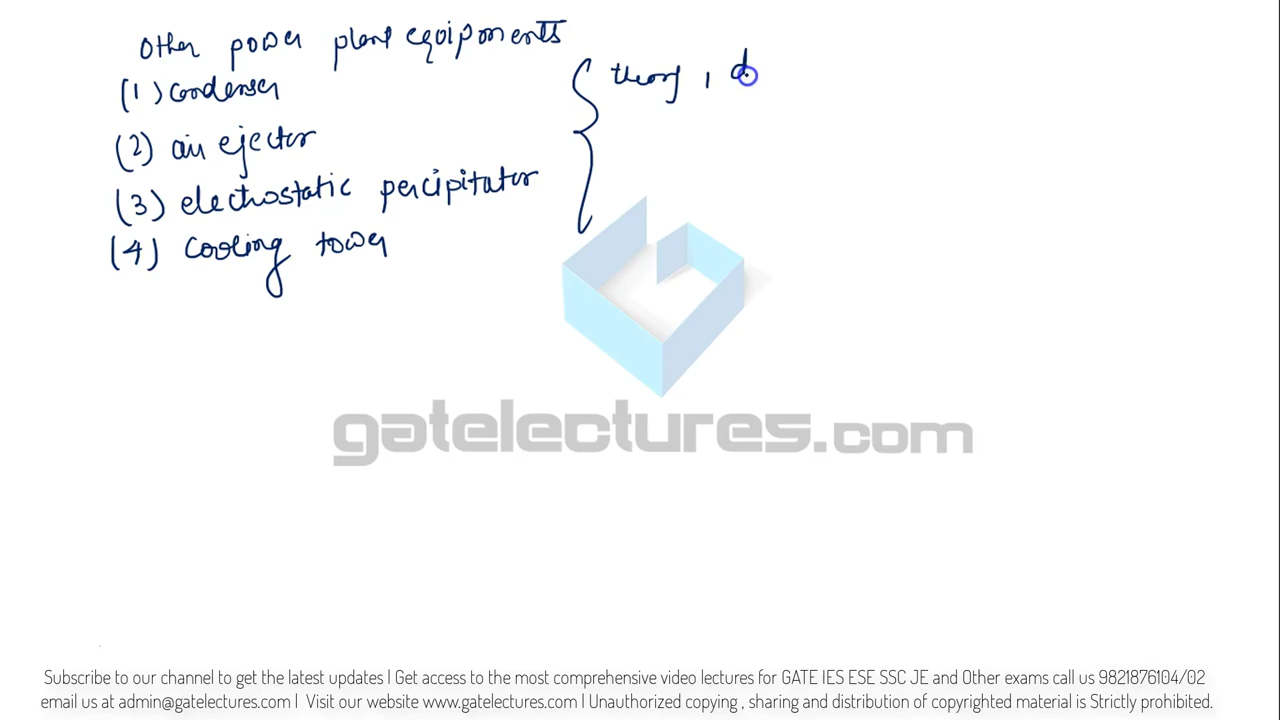 Other power plant equipoments
(1) condenser
(2) air ejector
(3) electrostatic percipitator
(4) cooling tower
theory , d
gatelectures.com
Subscribe to our channel to get the latest updates | Get access to the most comprehensive video lectures for GATE IES ESE SSC JE and Other exams call us 9821876104/02
email us at admin@gatelectures.com | Visit our website www.gatelectures.com | Unauthorized copying , sharing and distribution of copyrighted material is Strictly prohibited.